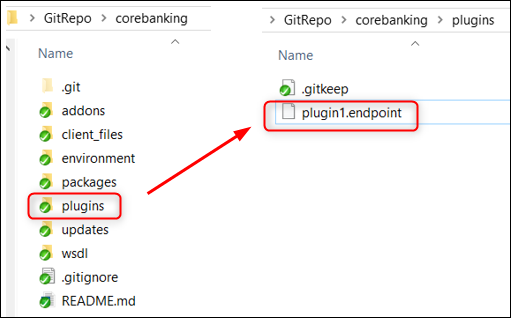 GitRepo > corebanking >
Name
.git
addons
client_files
environment
packages
plugins
updates
wsdl
.gitignore
README.md
GitRepo > corebanking > plugins
Name
.gitkeep
plugin1.endpoint